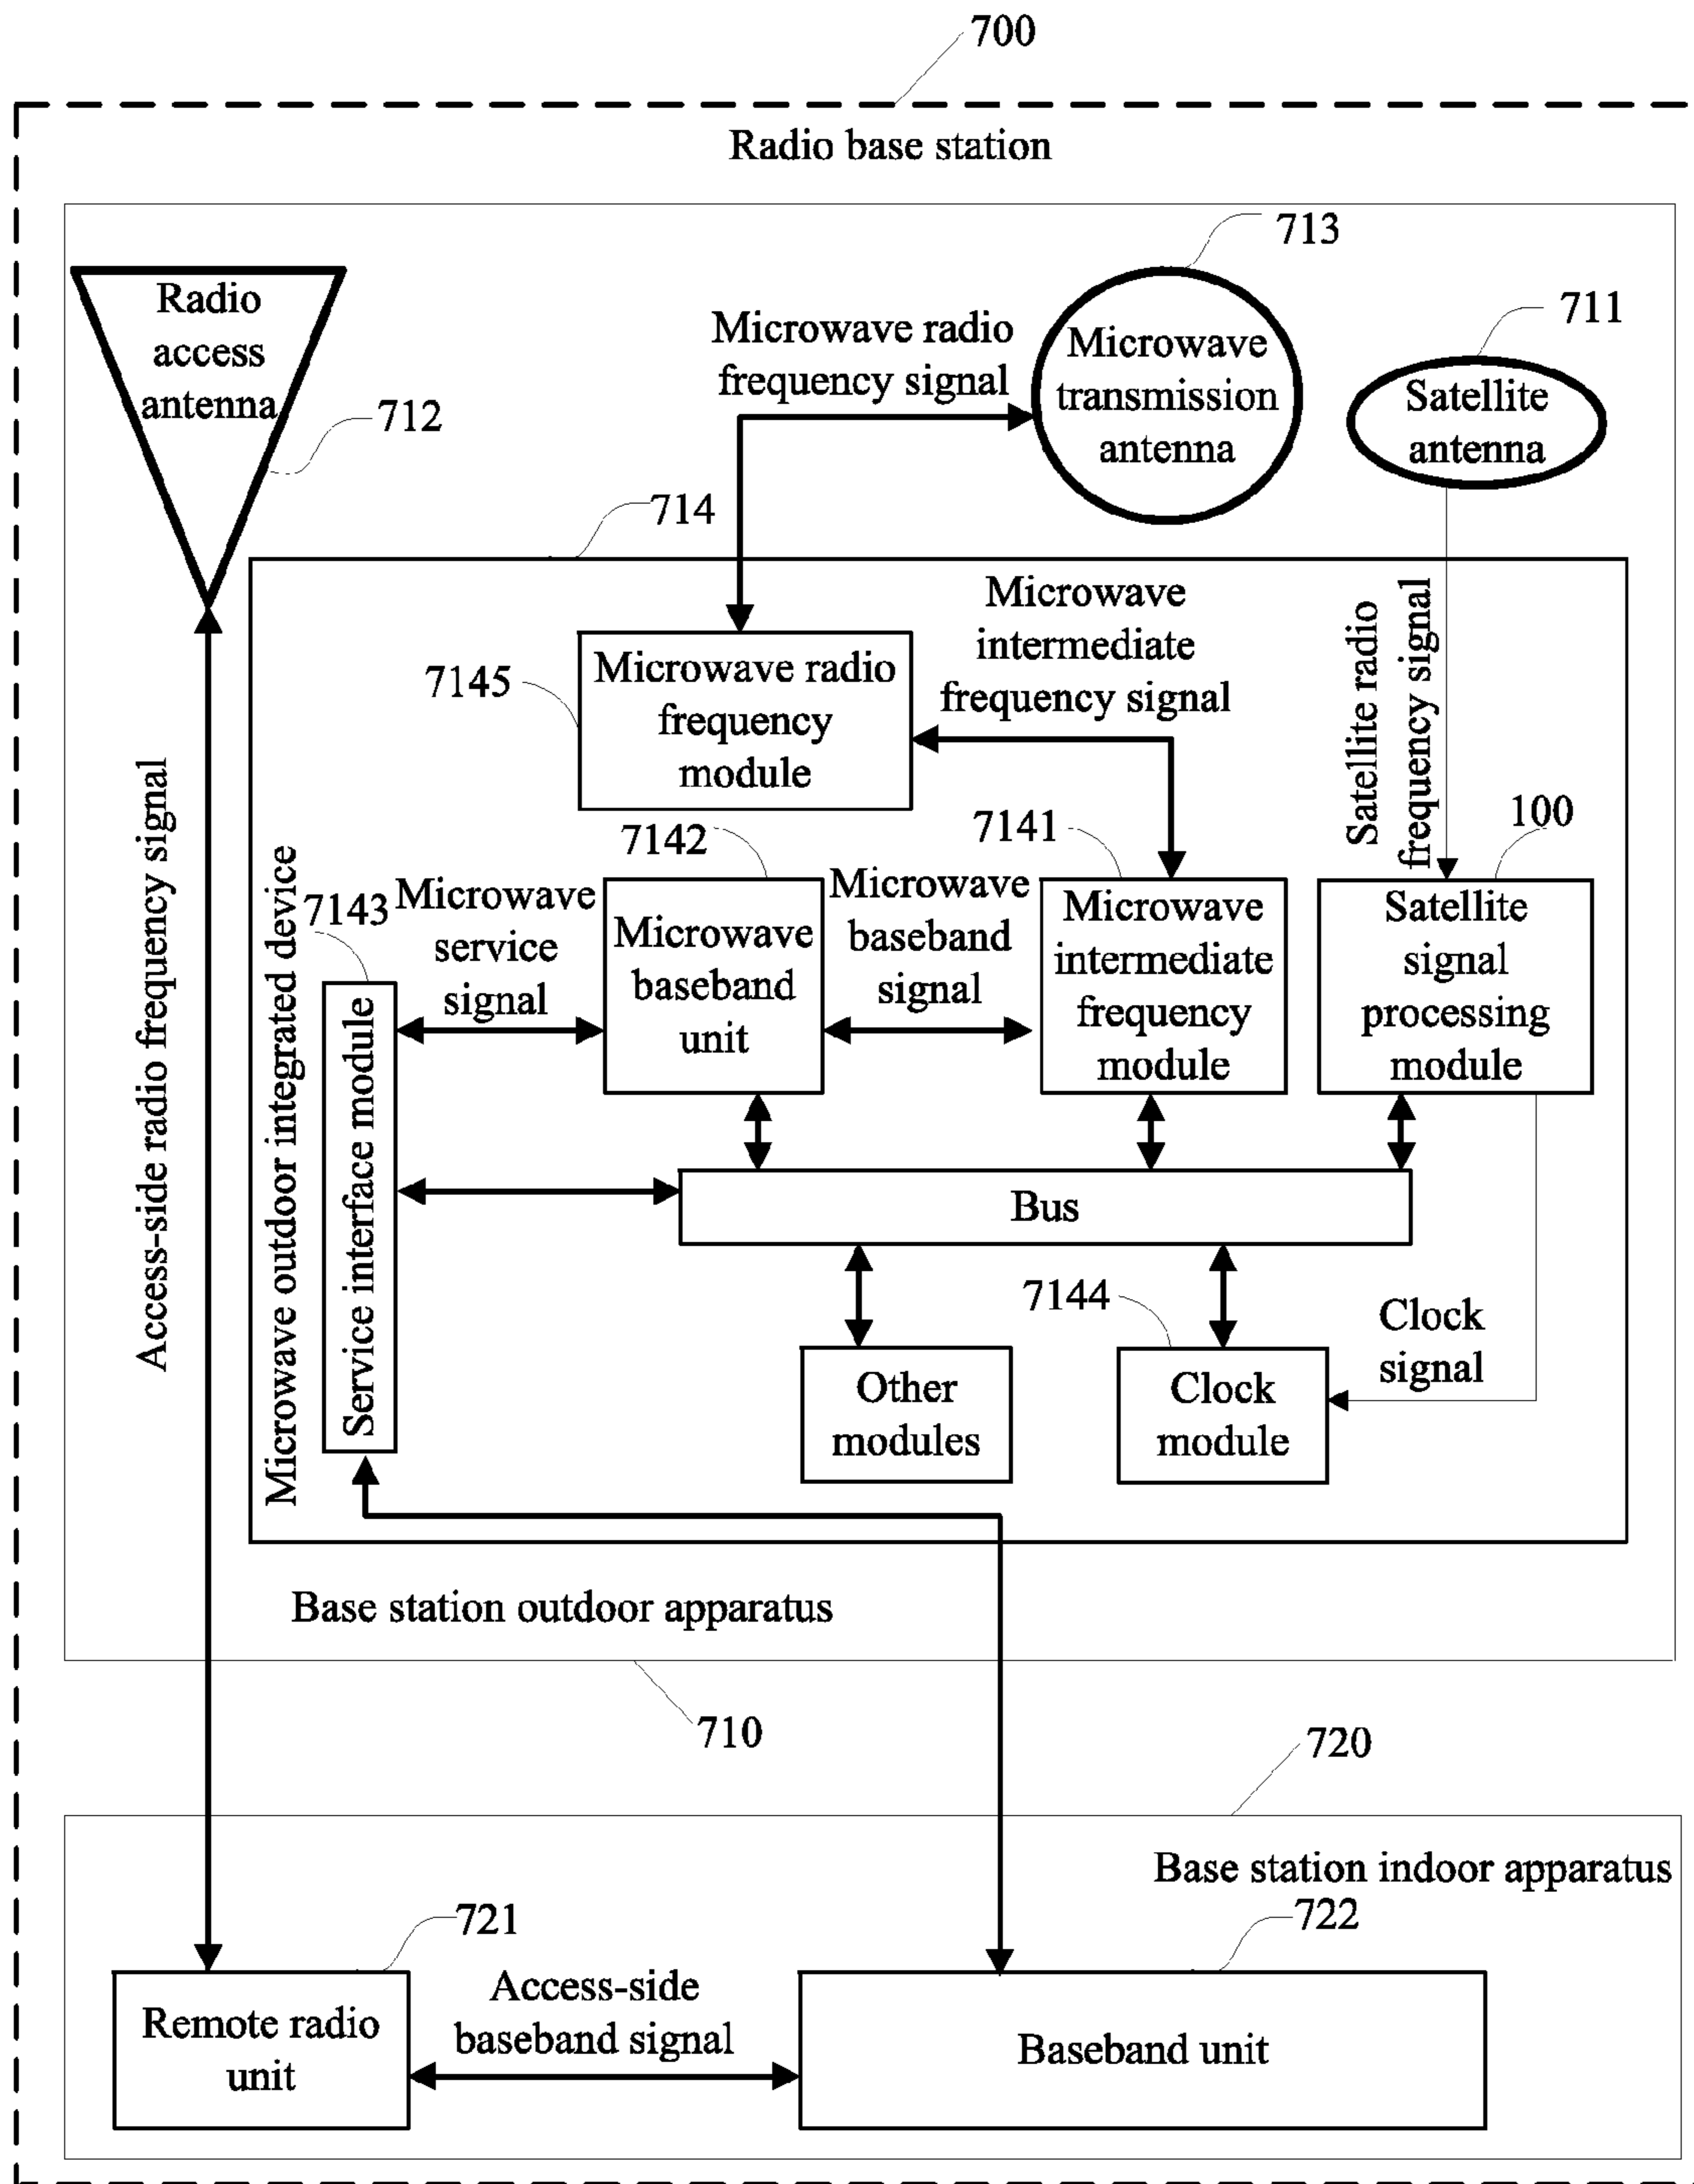 700
Radio base station
713
711
Radio
access
antenna
712
Microwave radio
frequency signal
Microwave
transmission
antenna
Satellite
antenna
714
Microwave
intermediate
frequency signal
Satellite radio
frequency signal
7145
Microwave radio
frequency
module
Access-side radio frequency signal
Microwave outdoor integrated device
7143
Microwave
service
signal
7142
Microwave
baseband
unit
Microwave
baseband
signal
7141
Microwave
intermediate
frequency
module
100
Satellite
signal
processing
module
Service interface module
Bus
7144
Clock
signal
Other
modules
Clock
module
Base station outdoor apparatus
710
720
Base station indoor apparatus
721
722
Remote radio
unit
Access-side
baseband signal
Baseband unit